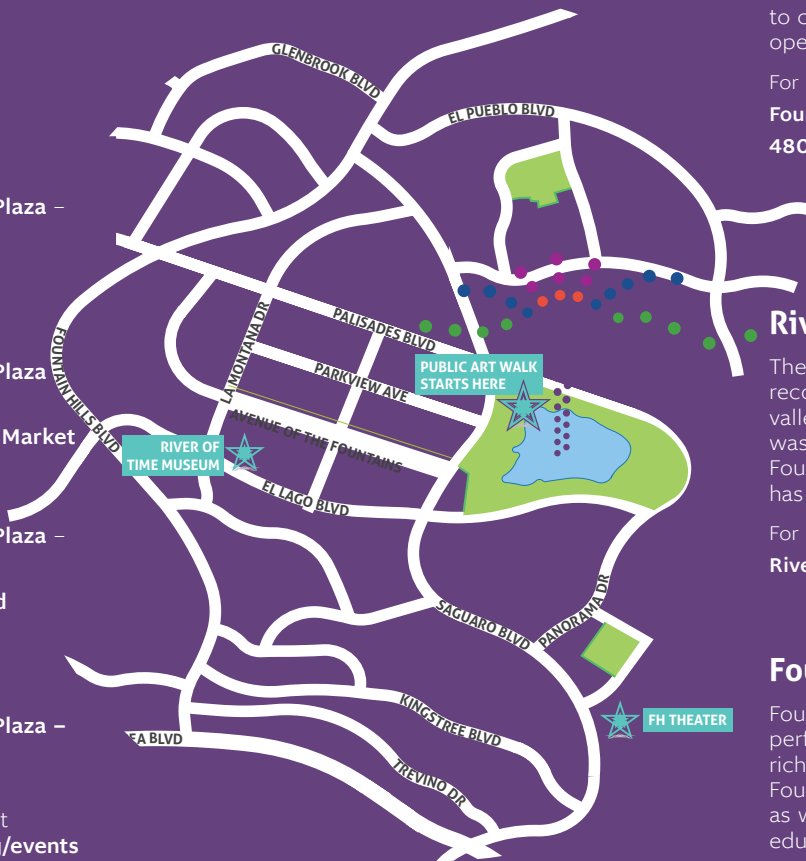 to
ope
For
Fou
480
GLENBROOK BLVD
EL PUEBLO BLVD
Plaza –
Riv
The
reco
valle
was
Fou
has
For
Rive
FOUNTAIN HILLS BLVD
LA MONTANA DR
PALISADES BLVD
PARKVIEW AVE
PUBLIC ART WALK
STARTS HERE
Plaza
Market
AVENUE OF THE FOUNTAINS
RIVER OF
TIME MUSEUM
EL LAGO BLVD
Plaza –
d
SAGUARO BLVD
PANORAMA DR
Fou
Fou
perf
rich
Fou
as w
edu
KINGSTREE BLVD
FH THEATER
Plaza –
EA BLVD
TREVINO DR
t
g/events